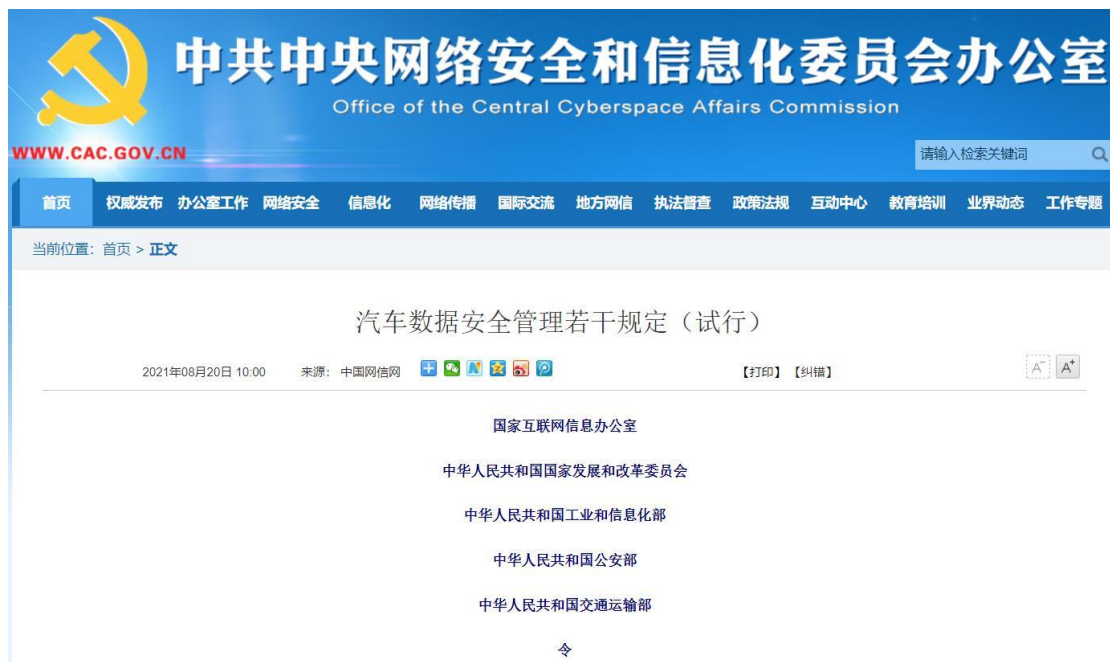 中共中央网络安全和信息化委员会办公室
Office of the Central Cyberspace Affairs Commission
WWW.CAC.GOV.CN
请输入检索关键词
首页 权威发布 办公室工作 网络安全 信息化 网络传播 国际交流 地方网信 执法督查 政策法规 互动中心 教育培训 业界动态 工作专题
当前位置：首页 > 正文
汽车数据安全管理若干规定（试行）
2021年08月20日 10:00 来源： 中国网信网 【打印】【纠错】 A- A+
国家互联网信息办公室
中华人民共和国国家发展和改革委员会
中华人民共和国工业和信息化部
中华人民共和国公安部
中华人民共和国交通运输部
令